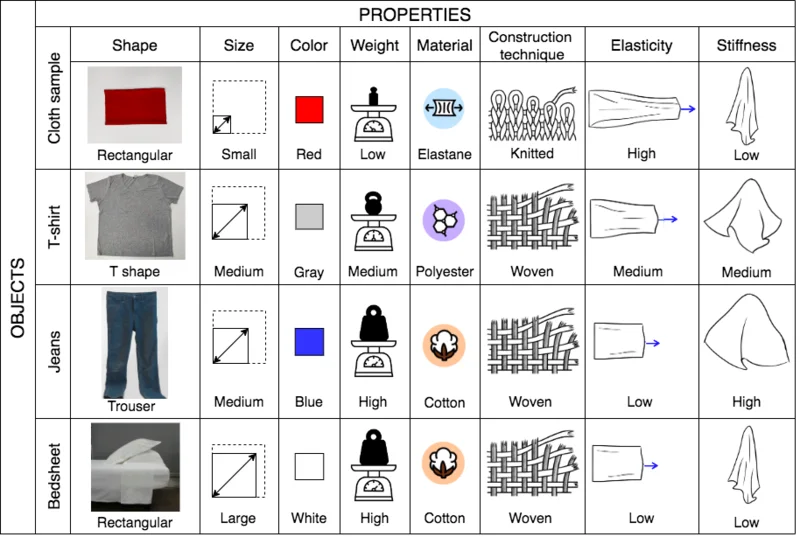 PROPERTIES
Shape Size Color Weight Material Construction technique Elasticity Stiffness
OBJECTS
Cloth sample
Rectangular Small Red Low Elastane Knitted High Low
T-shirt
T shape Medium Gray Medium Polyester Woven Medium Medium
Jeans
Trouser Medium Blue High Cotton Woven Low High
Bedsheet
Rectangular Large White High Cotton Woven Low Low